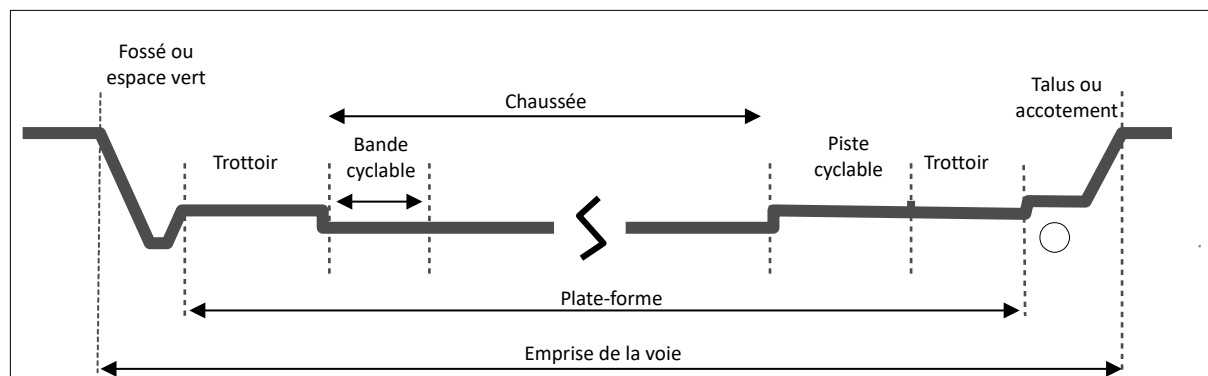 Fossé ou
espace vert
Chaussée
Talus ou
accotement
Trottoir
Bande
cyclable
Piste
cyclable
Trottoir
Plate-forme
Emprise de la voie